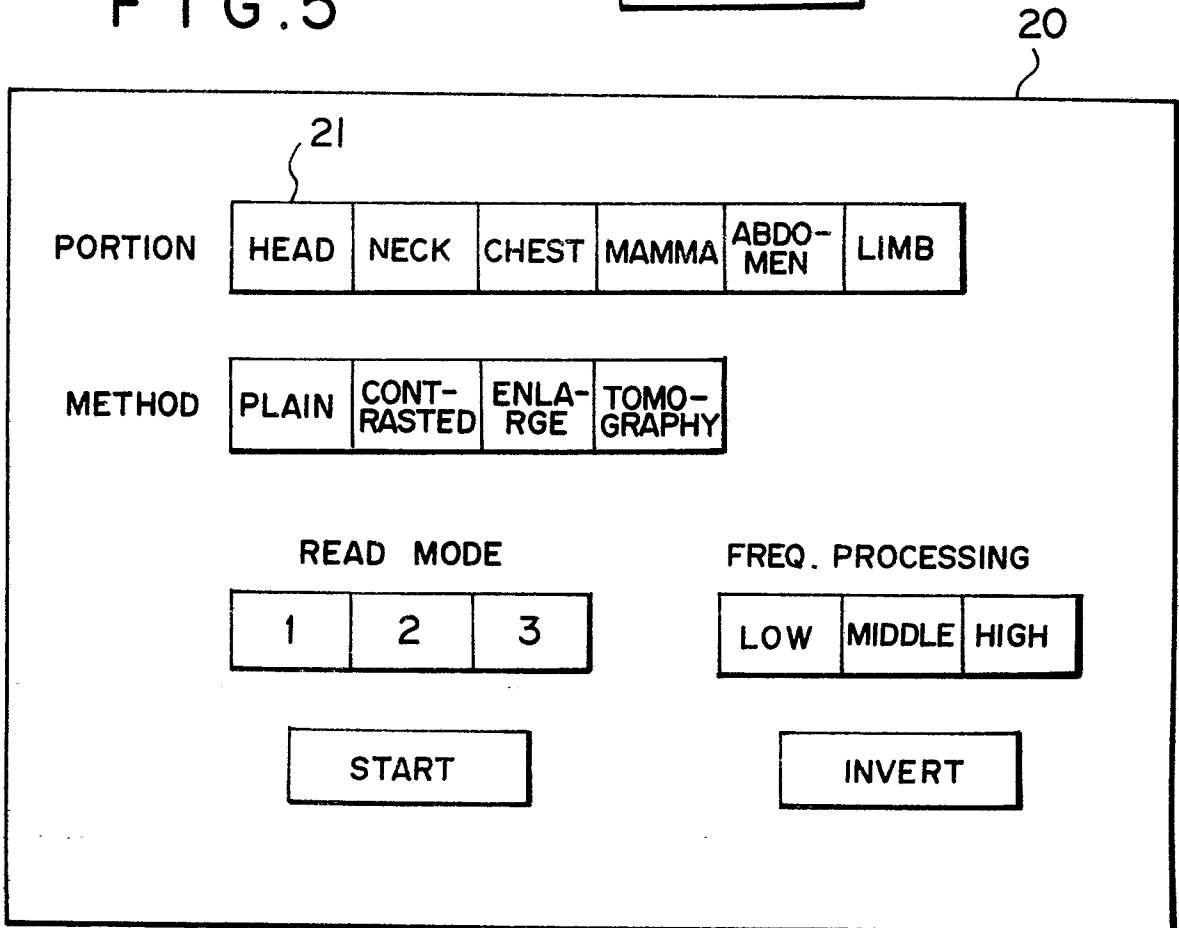 FIG.5
20
21
PORTION HEAD NECK CHEST MAMMA ABDO-
MEN LIMB
METHOD PLAIN CONT-
RASTED ENLA-
RGE TOMO-
GRAPHY
READ MODE FREQ. PROCESSING
1 2 3 LOW MIDDLE HIGH
START INVERT